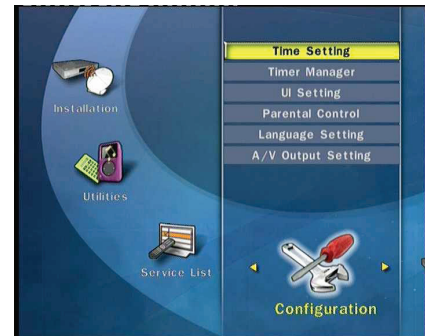 Time Setting
Timer Manager
UI Setting
Parental Control
Language Setting
A/V Output Setting
Installation
Utilities
Service List
Configuration